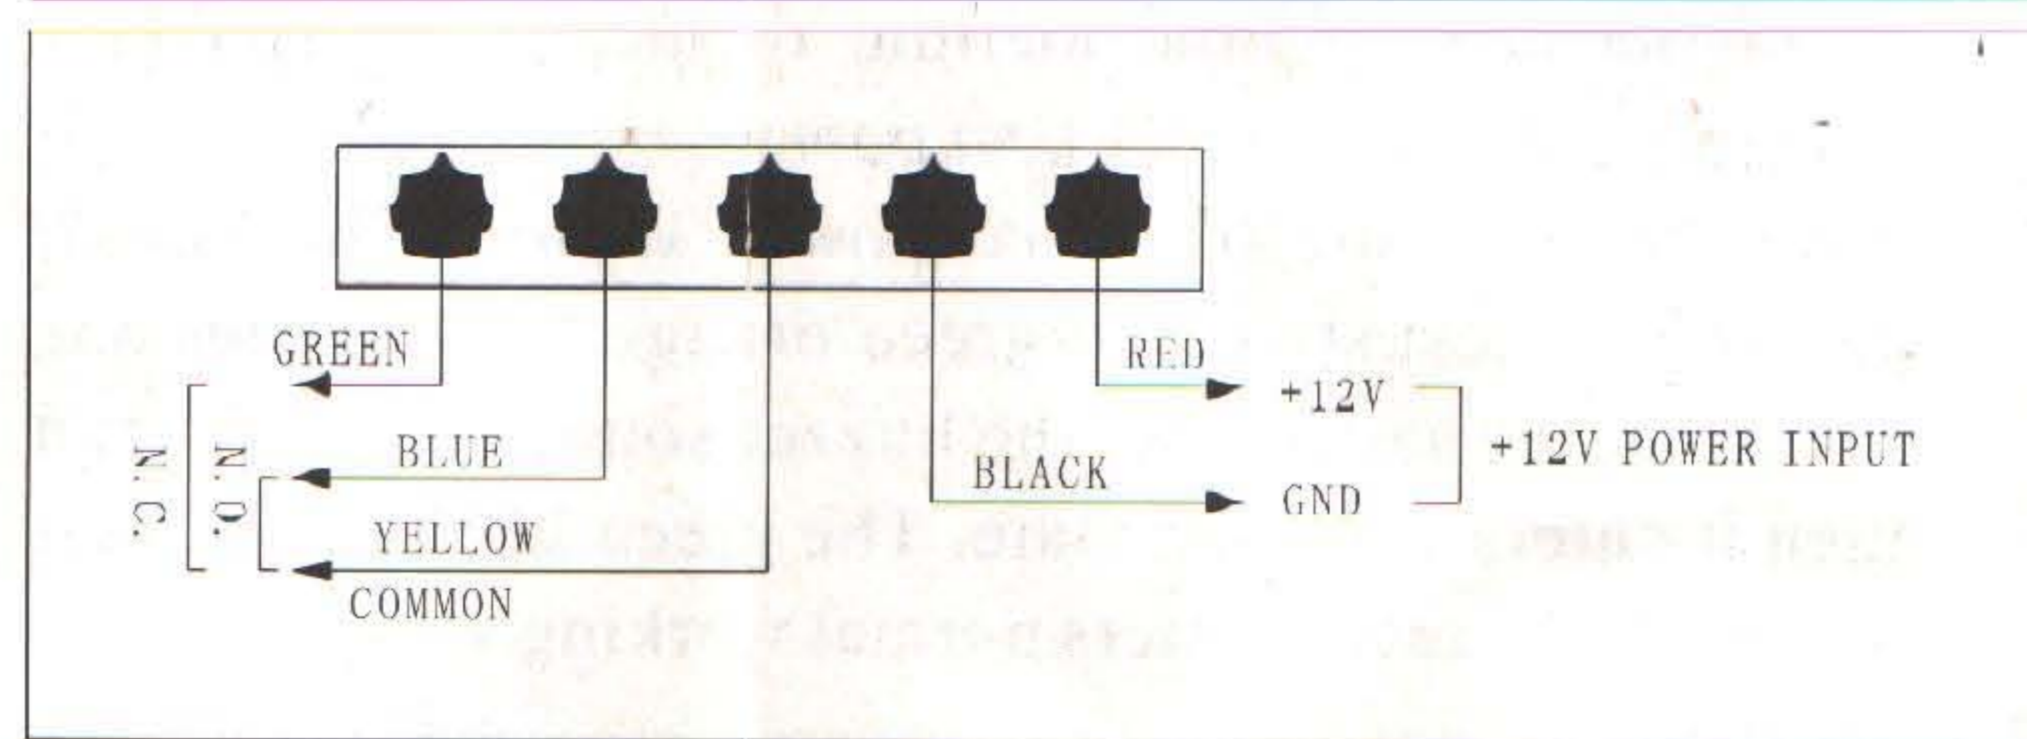 GREEN
RED
+12V
BLUE
N.O.
N.C.
+12V POWER INPUT
BLACK
GND
YELLOW
COMMON